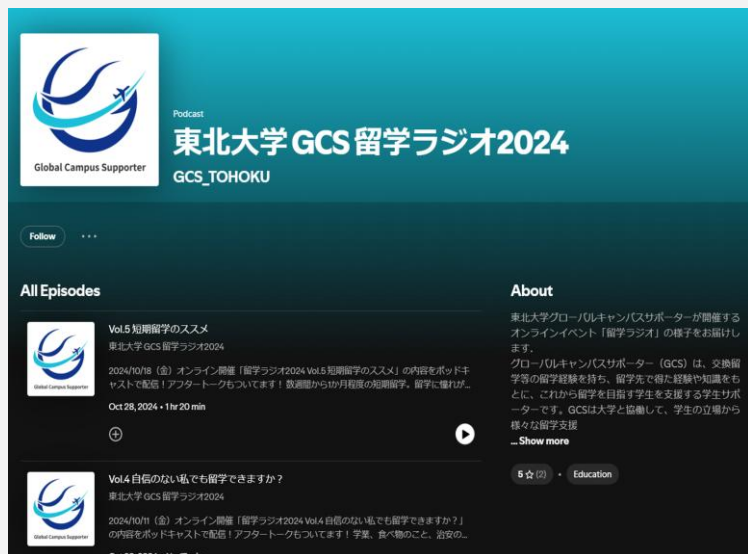 Global Campus Supporter
Podcast
東北大学 GCS 留学ラジオ2024
GCS_TOHOKU
Follow
All Episodes
Global Campus Supporter
Vol.5 短期留学のススメ
東北大学 GCS 留学ラジオ2024
2024/10/18（金）オンライン開催「留学ラジオ2024 Vol.5 短期留学のススメ」の内容をポッドキ
ャストで配信！アフタートークもついてます！ 数週間から1か月程度の短期留学。留学に憧れが...
Oct 28, 2024 • 1 hr 20 min
Global Campus Supporter
Vol.4 自信のない私でも留学できますか？
東北大学 GCS 留学ラジオ2024
2024/10/11（金）オンライン開催「留学ラジオ2024 Vol.4 自信のない私でも留学できますか？」
の内容をポッドキャストで配信！アフタートークもついてます！ 学業、食べ物のこと、治安の...
About
東北大学グローバルキャンパスサポーターが開催する
オンラインイベント「留学ラジオ」の様子をお届けし
ます.
グローバルキャンパスサポーター（GCS）は、交換留
学等の留学経験を持ち、留学先で得た経験や知識をも
とに、これから留学を目指す学生を支援する学生サポ
ーターです。GCSは大学と協働して、学生の立場から
様々な留学支援
... Show more
5 ☆ (2) • Education